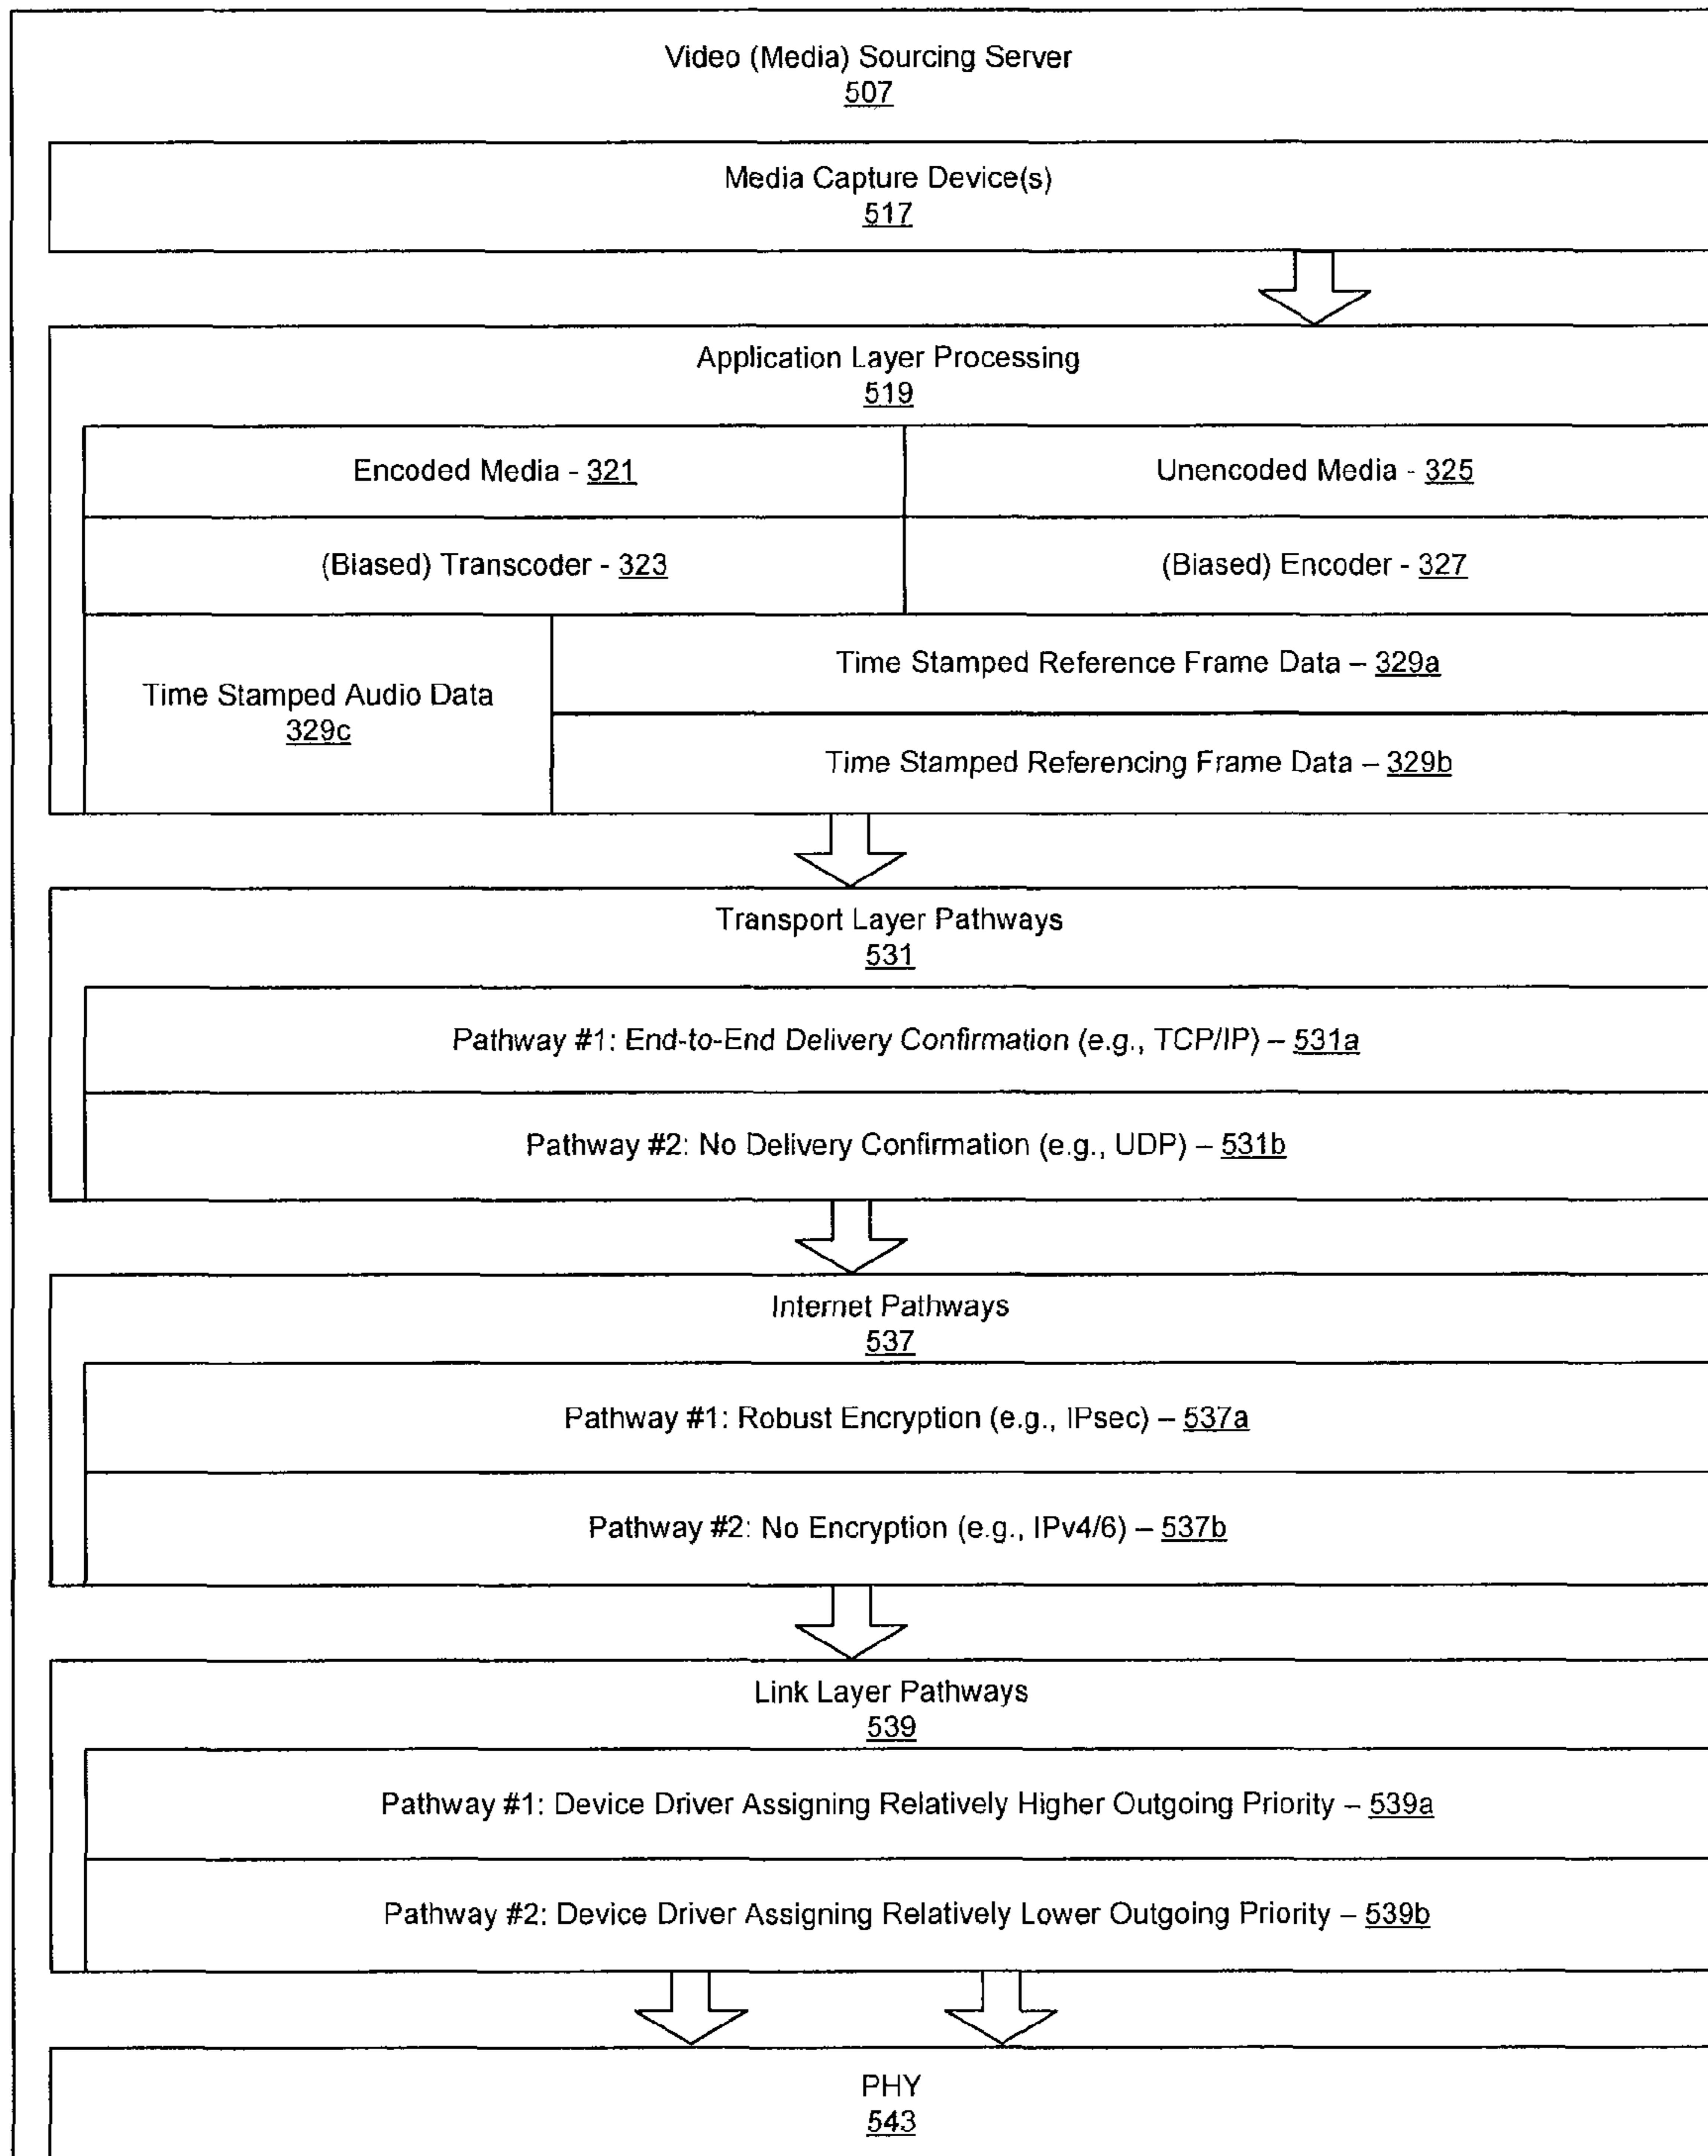 Video (Media) Sourcing Server
507
Media Capture Device(s)
517
Application Layer Processing
519
Encoded Media - 321
Unencoded Media - 325
(Biased) Transcoder - 323
(Biased) Encoder - 327
Time Stamped Audio Data
329c
Time Stamped Reference Frame Data – 329a
Time Stamped Referencing Frame Data – 329b
Transport Layer Pathways
531
Pathway #1: End-to-End Delivery Confirmation (e.g., TCP/IP) – 531a
Pathway #2: No Delivery Confirmation (e.g., UDP) – 531b
Internet Pathways
537
Pathway #1: Robust Encryption (e.g., IPsec) – 537a
Pathway #2: No Encryption (e.g., IPv4/6) – 537b
Link Layer Pathways
539
Pathway #1: Device Driver Assigning Relatively Higher Outgoing Priority – 539a
Pathway #2: Device Driver Assigning Relatively Lower Outgoing Priority – 539b
PHY
543